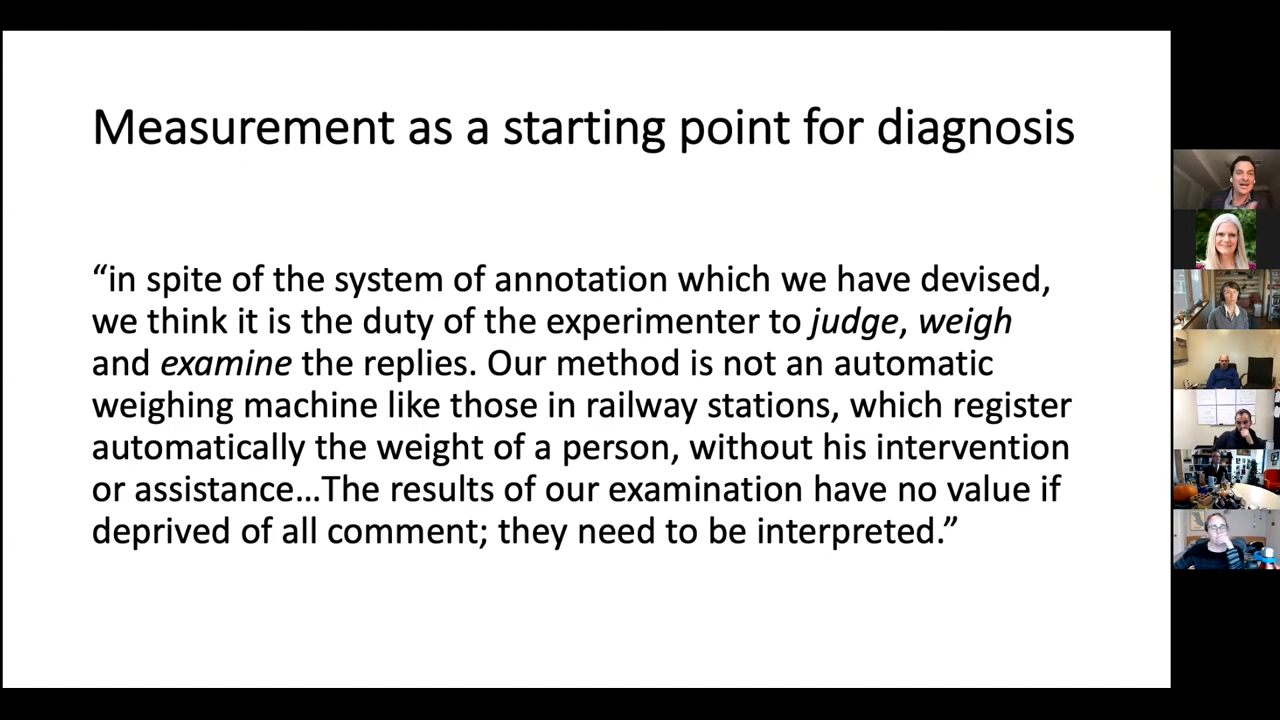 Measurement as a starting point for diagnosis
“in spite of the system of annotation which we have devised,
we think it is the duty of the experimenter to judge, weigh
and examine the replies. Our method is not an automatic
weighing machine like those in railway stations, which register
automatically the weight of a person, without his intervention
or assistance…The results of our examination have no value if
deprived of all comment; they need to be interpreted.”